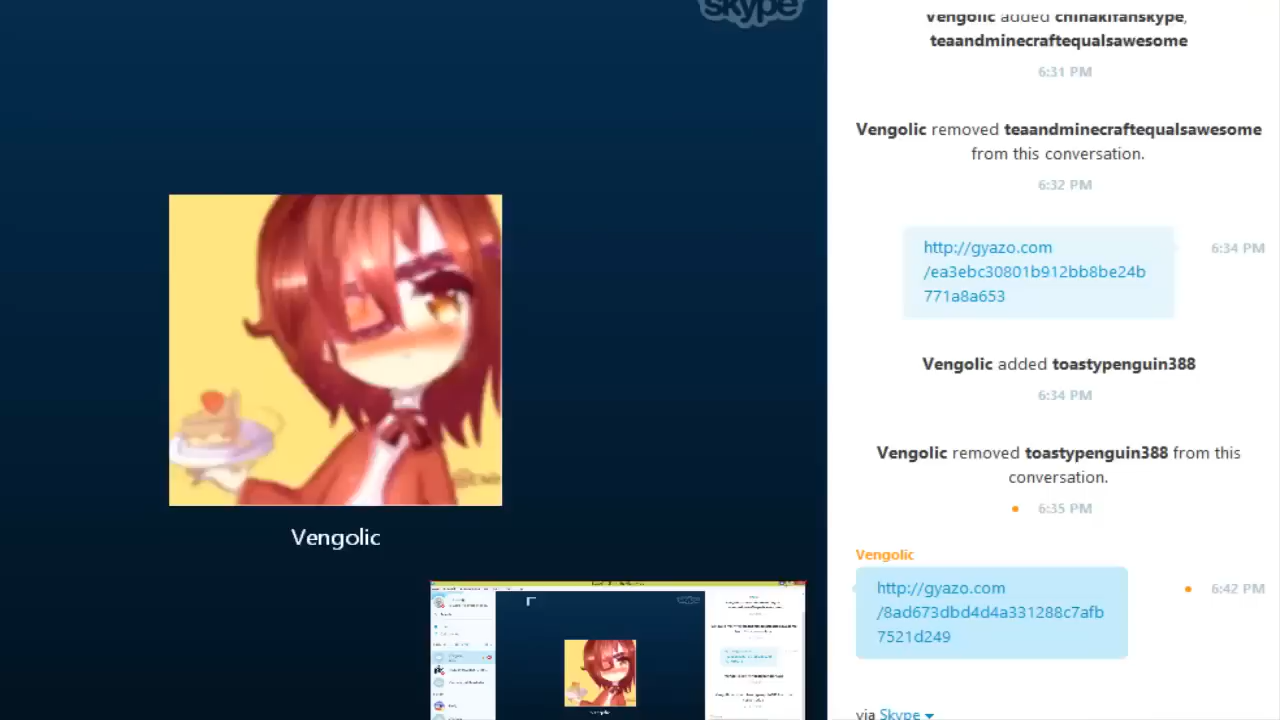 skype
Vengolic added chinakifanskype,
teaandminecraftequalsawesome
6:31 PM
Vengolic removed teaandminecraftequalsawesome
from this conversation.
6:32 PM
http://gyazo.com
/ea3ebc30801b912bb8be24b
771a8a653
6:34 PM
Vengolic added toastypenguin388
6:34 PM
Vengolic removed toastypenguin388 from this
conversation.
6:35 PM
Vengolic
Vengolic
http://gyazo.com
/8ad673dbd4d4a331288c7afb
7521d249
6:42 PM
via Skype